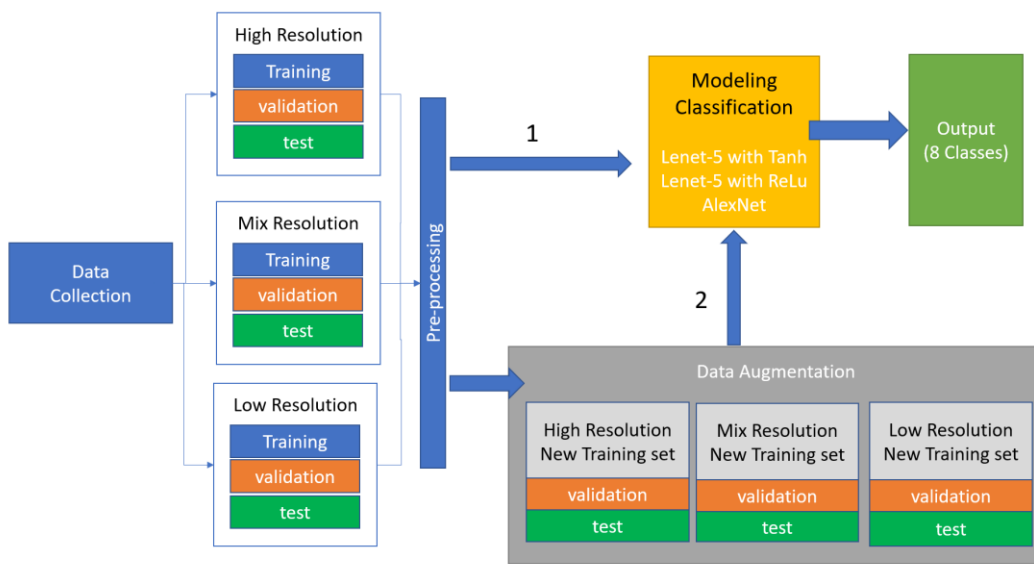 Data
Collection
High Resolution
Training
validation
test
Mix Resolution
Training
validation
test
Low Resolution
Training
validation
test
Pre-processing
1
2
Modeling
Classification
Lenet-5 with Tanh
Lenet-5 with ReLu
AlexNet
Output
(8 Classes)
Data Augmentation
High Resolution
New Training set
validation
test
Mix Resolution
New Training set
validation
test
Low Resolution
New Training set
validation
test